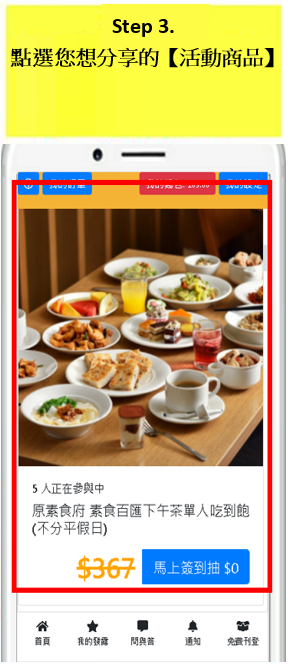 Step 3.
點選您想分享的【活動商品】
5 人正在參與中
原素食府 素食百匯下午茶單人吃到飽
(不分平假日)
$367 馬上簽到抽 $0
首頁 我的發藏 問與答 通知 免費刊登